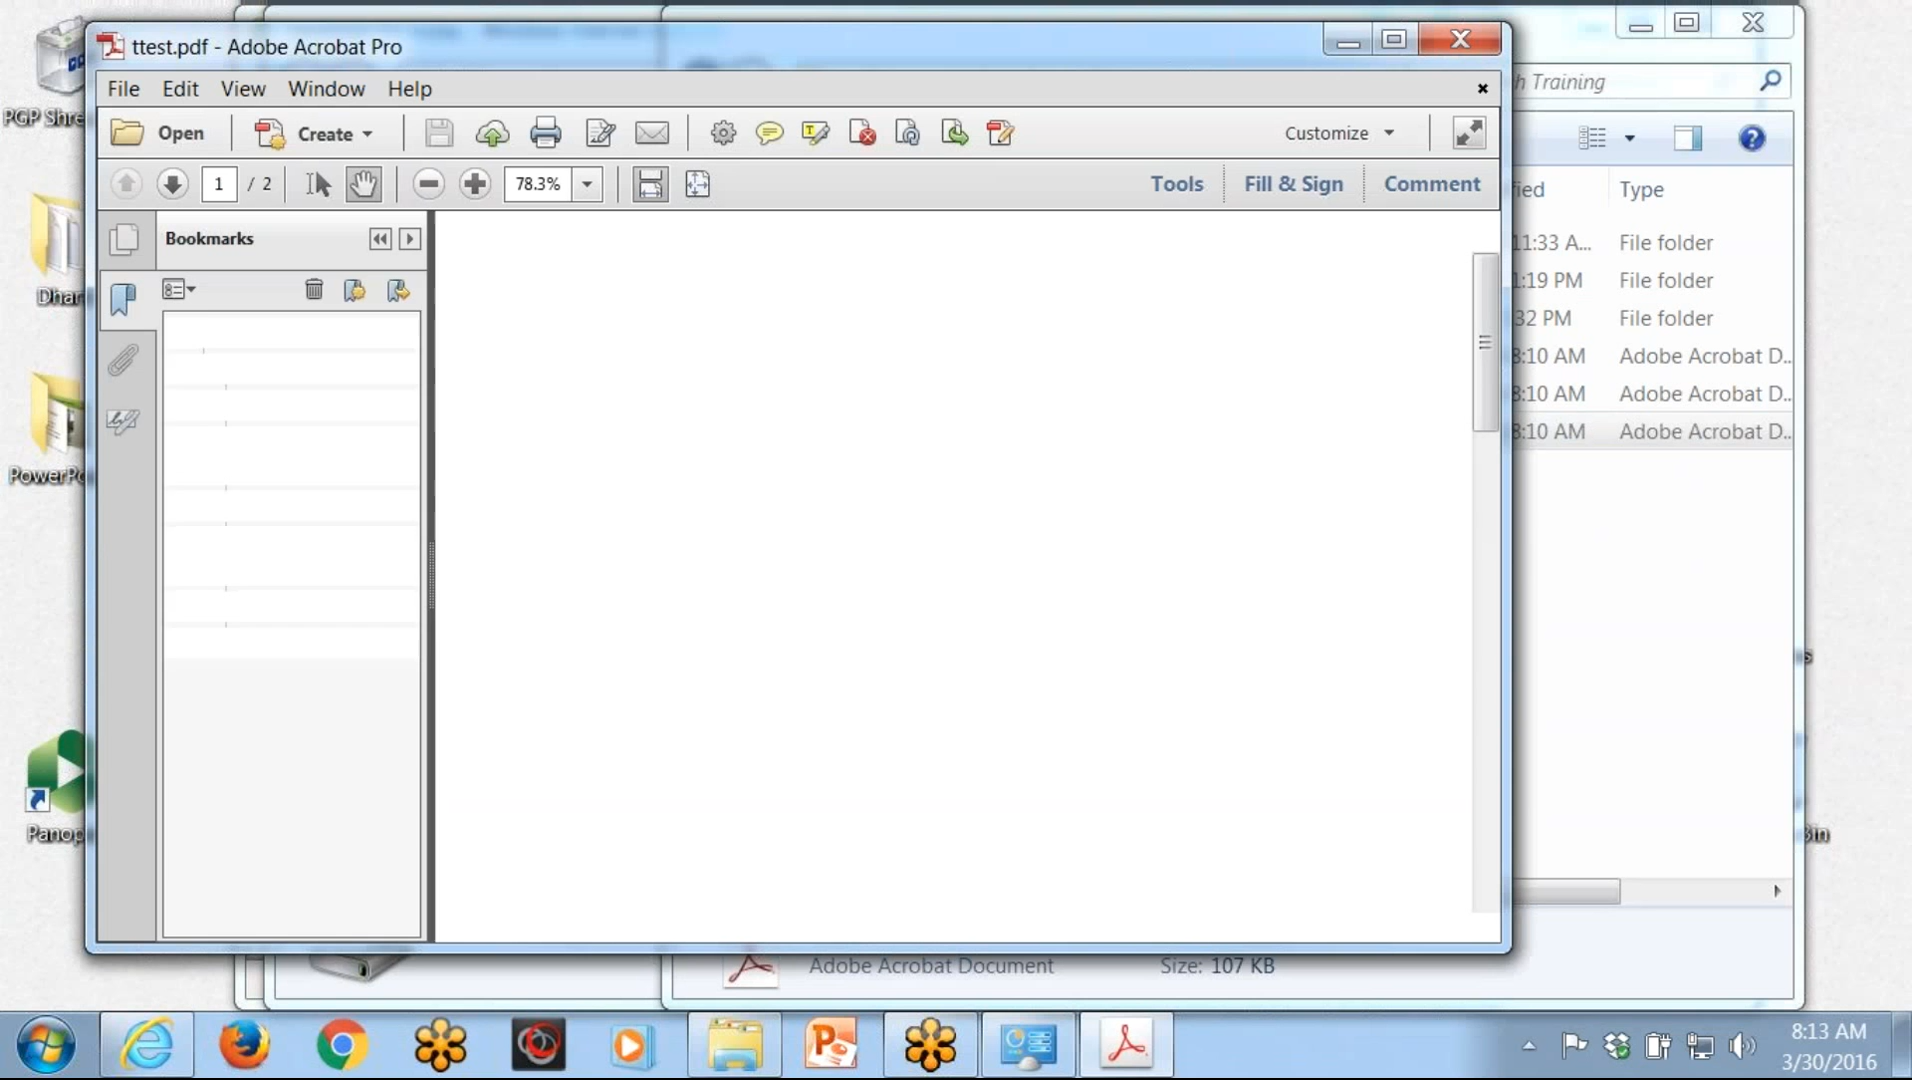 ttest.pdf - Adobe Acrobat Pro
File Edit View Window Help
Open Create Customize
1 / 2 78.3% Tools Fill & Sign Comment
Bookmarks
PGP Shre
Dhar
PowerPo
Panop
h Training
fied Type
11:33 A... File folder
1:19 PM File folder
32 PM File folder
8:10 AM Adobe Acrobat D...
8:10 AM Adobe Acrobat D...
8:10 AM Adobe Acrobat D...
s
Bin
Adobe Acrobat Document Size: 107 KB
8:13 AM
3/30/2016